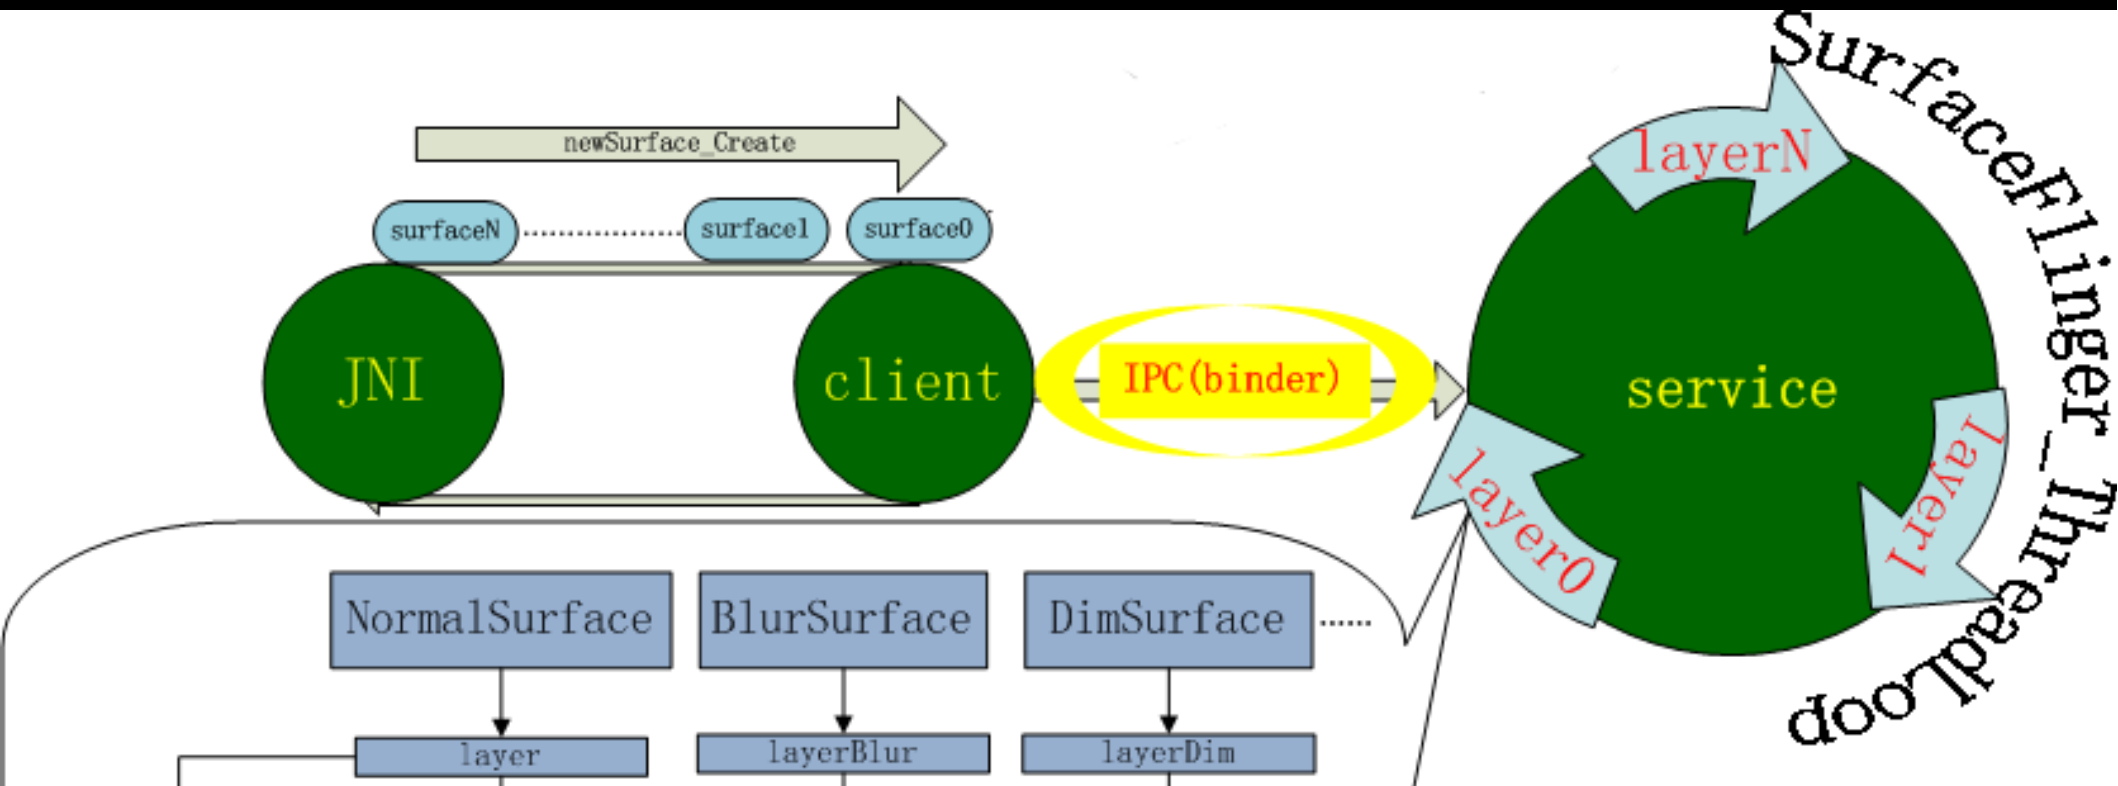 SurfaceFlinger_ThreadLoop
newSurface_Create
layerN
surfaceN
surface1
surface0
JNI
client
IPC(binder)
service
layer1
layer0
NormalSurface
BlurSurface
DimSurface
layer
layerBlur
layerDim